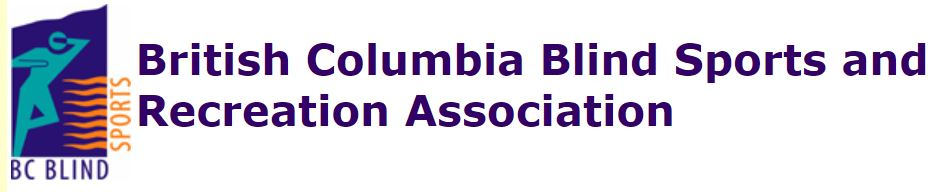 British Columbia Blind Sports and
Recreation Association
SPORTS
BC BLIND